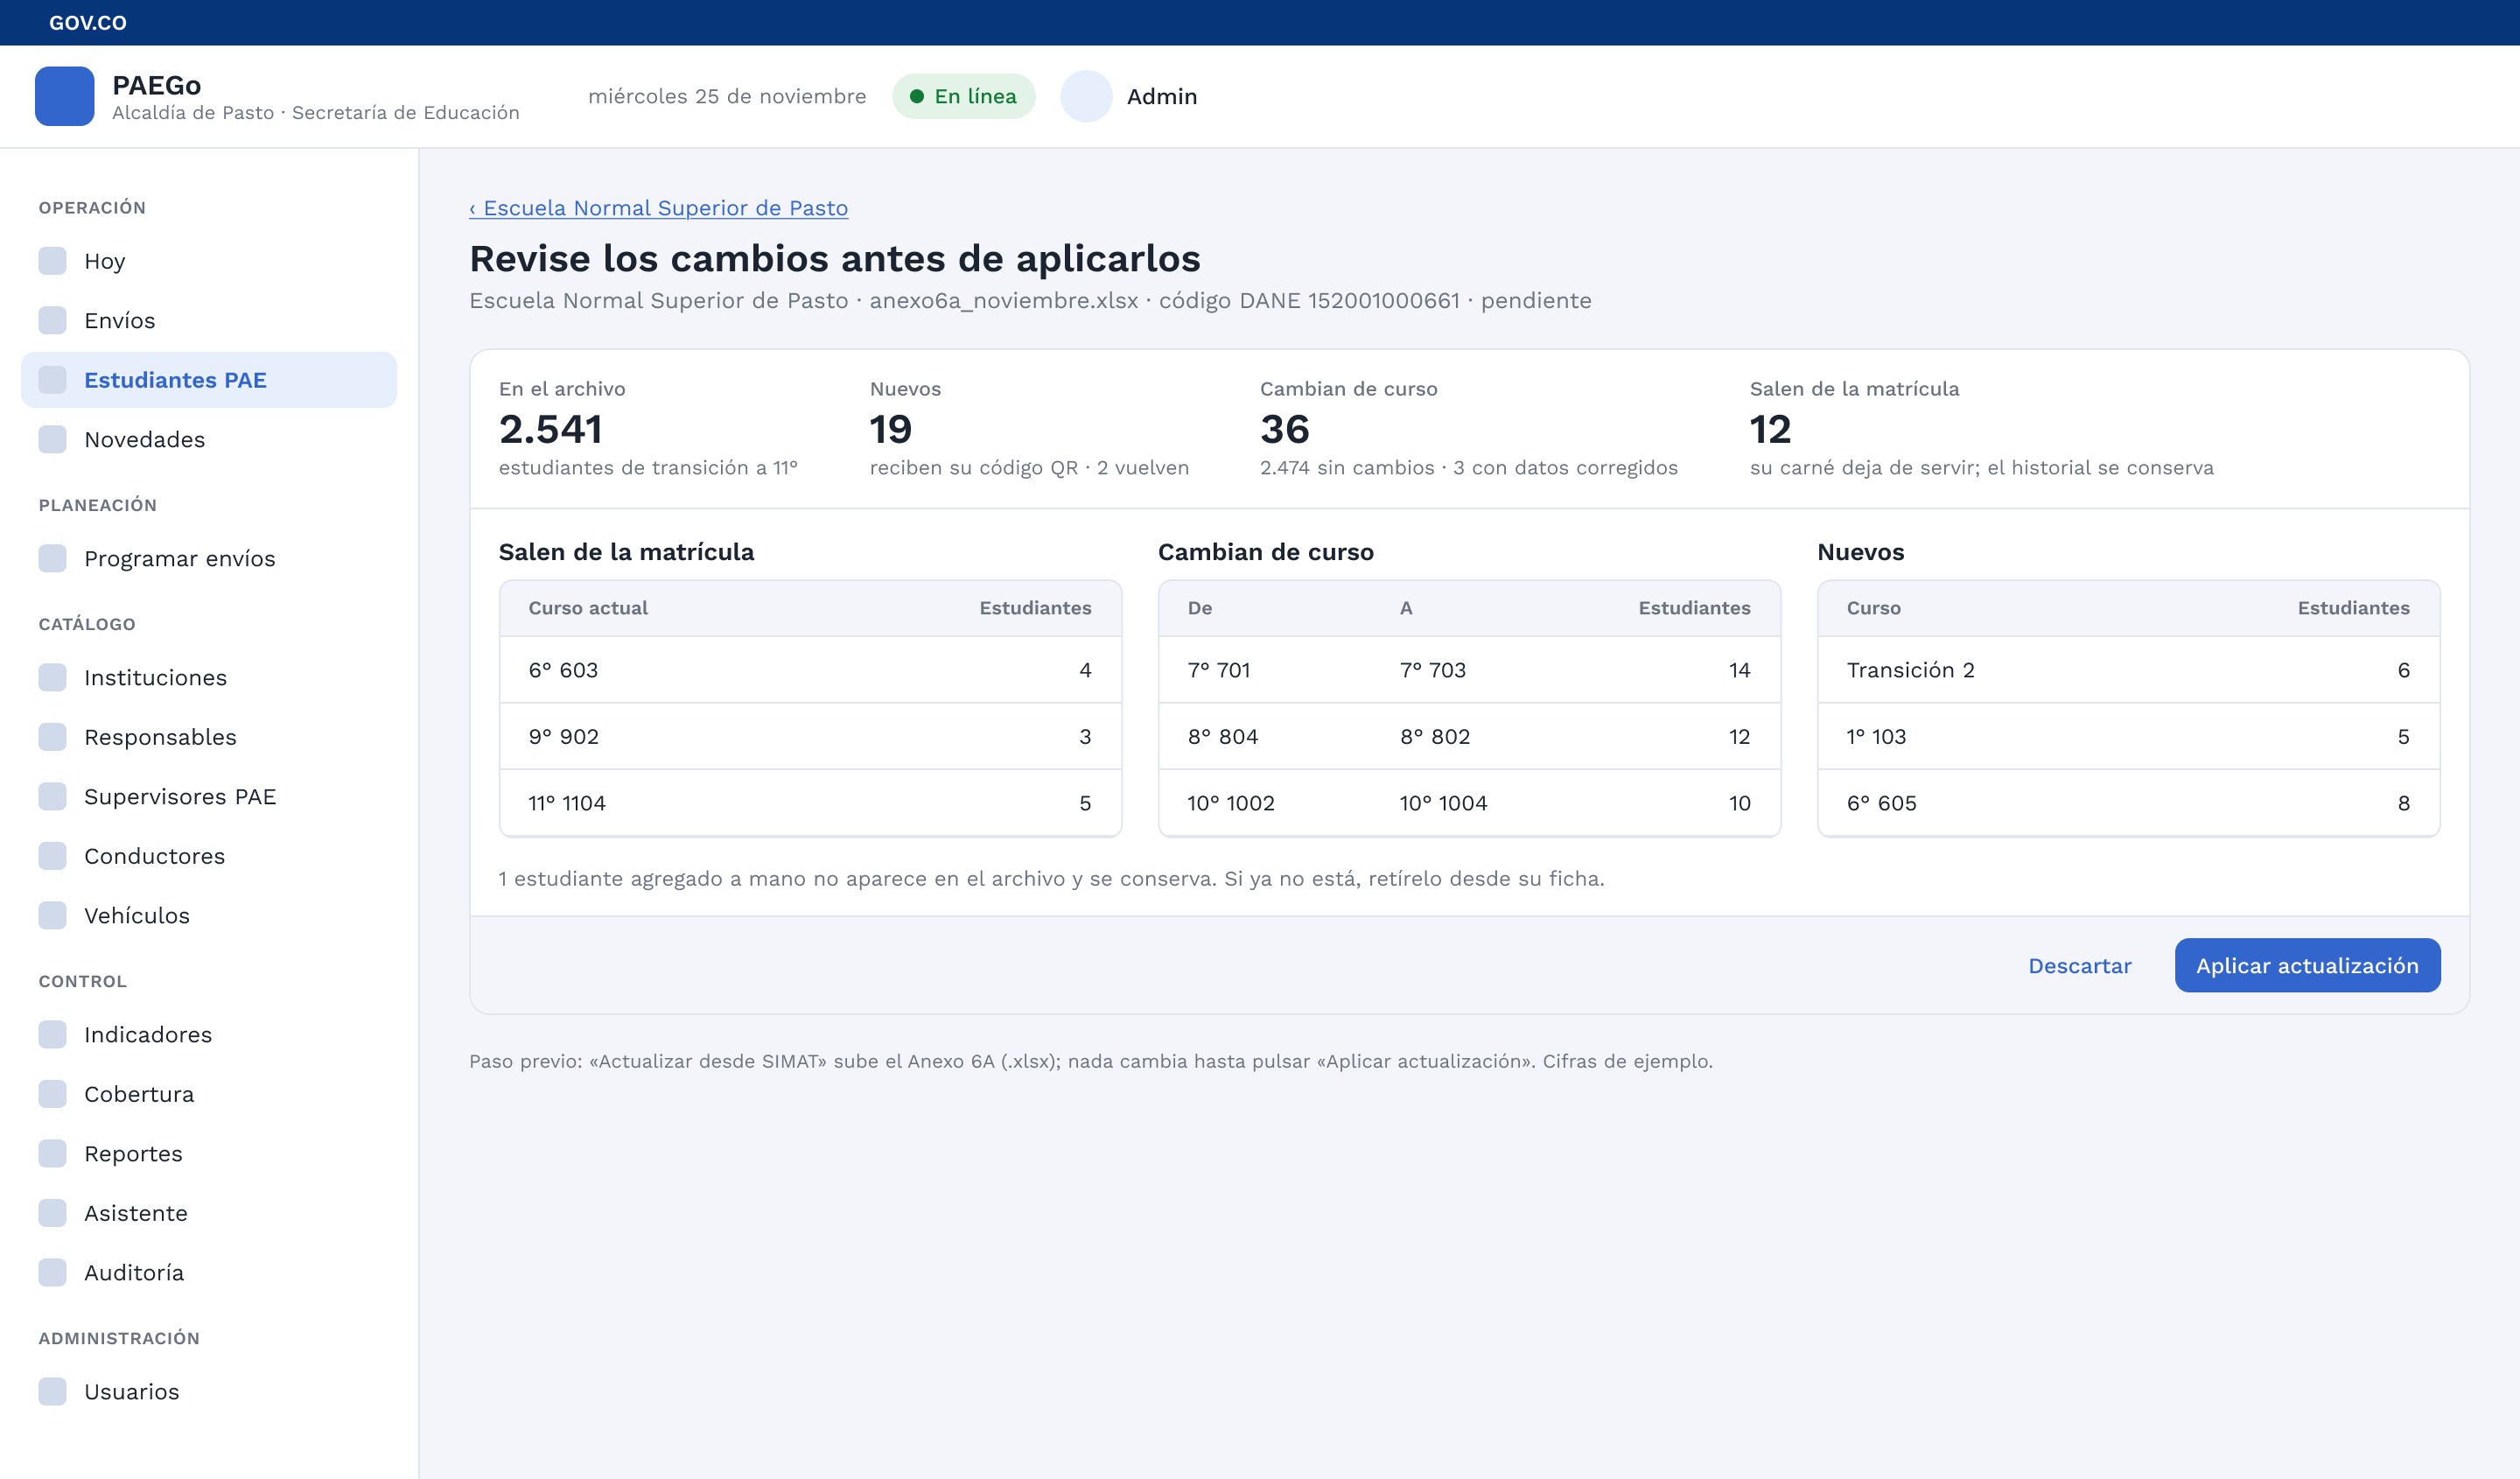 GOV.CO
PAEGo
Alcaldía de Pasto · Secretaría de Educación
miércoles 25 de noviembre
En línea
Admin
OPERACIÓN
Hoy
Envíos
Estudiantes PAE
Novedades
PLANEACIÓN
Programar envíos
CATÁLOGO
Instituciones
Responsables
Supervisores PAE
Conductores
Vehículos
CONTROL
Indicadores
Cobertura
Reportes
Asistente
Auditoría
ADMINISTRACIÓN
Usuarios
‹ Escuela Normal Superior de Pasto
Revise los cambios antes de aplicarlos
Escuela Normal Superior de Pasto · anexo6a_noviembre.xlsx · código DANE 152001000661 · pendiente
En el archivo
2.541
estudiantes de transición a 11°
Nuevos
19
reciben su código QR · 2 vuelven
Cambian de curso
36
2.474 sin cambios · 3 con datos corregidos
Salen de la matrícula
12
su carné deja de servir; el historial se conserva
Salen de la matrícula
Curso actual Estudiantes
6° 603 4
9° 902 3
11° 1104 5
Cambian de curso
De A Estudiantes
7° 701 7° 703 14
8° 804 8° 802 12
10° 1002 10° 1004 10
Nuevos
Curso Estudiantes
Transición 2 6
1° 103 5
6° 605 8
1 estudiante agregado a mano no aparece en el archivo y se conserva. Si ya no está, retírelo desde su ficha.
Descartar
Aplicar actualización
Paso previo: «Actualizar desde SIMAT» sube el Anexo 6A (.xlsx); nada cambia hasta pulsar «Aplicar actualización». Cifras de ejemplo.